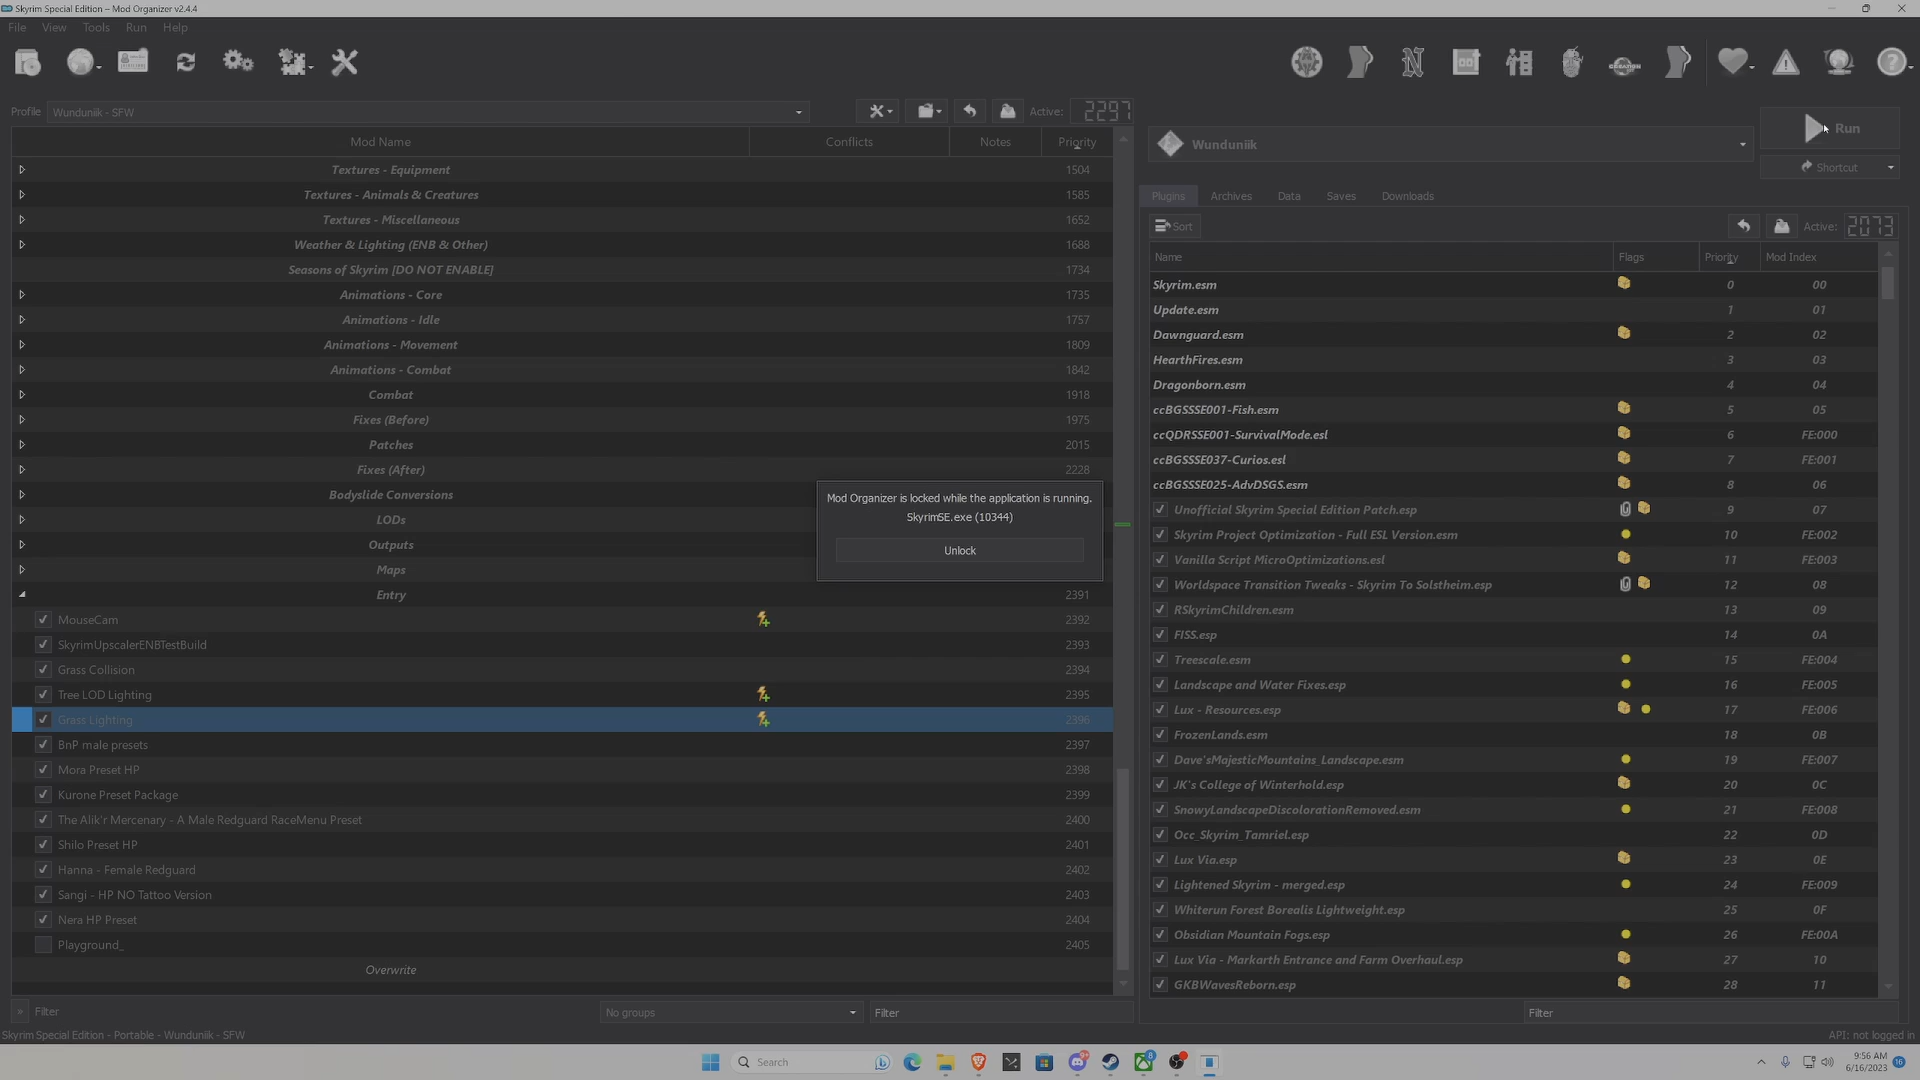 Skyrim Special Edition – Mod Organizer v2.4.4
File View Tools Run Help
Profile Wunduniik - SFW
Active: 2297
Mod Name Conflicts Notes Priority
Textures - Equipment 1504
Textures - Animals & Creatures 1585
Textures - Miscellaneous 1652
Weather & Lighting (ENB & Other) 1688
Seasons of Skyrim [DO NOT ENABLE] 1734
Animations - Core 1735
Animations - Idle 1757
Animations - Movement 1809
Animations - Combat 1842
Combat 1918
Fixes (Before) 1975
Patches 2015
Fixes (After) 2228
Bodyslide Conversions
LODs
Outputs
Maps
Entry 2391
MouseCam 2392
SkyrimUpscalerENBTestBuild 2393
Grass Collision 2394
Tree LOD Lighting 2395
Grass Lighting 2396
BnP male presets 2397
Mora Preset HP 2398
Kurone Preset Package 2399
The Alik'r Mercenary - A Male Redguard RaceMenu Preset 2400
Shilo Preset HP 2401
Hanna - Female Redguard 2402
Sangi - HP NO Tattoo Version 2403
Nera HP Preset 2404
Playground_ 2405
Overwrite
» Filter
No groups
Filter
Mod Organizer is locked while the application is running.
SkyrimSE.exe (10344)
Unlock
CREATION
Wunduniik
Run
Shortcut
Plugins Archives Data Saves Downloads
Sort
Active: 2073
Name Flags Priority Mod Index
Skyrim.esm 0 00
Update.esm 1 01
Dawnguard.esm 2 02
HearthFires.esm 3 03
Dragonborn.esm 4 04
ccBGSSSE001-Fish.esm 5 05
ccQDRSSE001-SurvivalMode.esl 6 FE:000
ccBGSSSE037-Curios.esl 7 FE:001
ccBGSSSE025-AdvDSGS.esm 8 06
Unofficial Skyrim Special Edition Patch.esp 9 07
Skyrim Project Optimization - Full ESL Version.esm 10 FE:002
Vanilla Script MicroOptimizations.esl 11 FE:003
Worldspace Transition Tweaks - Skyrim To Solstheim.esp 12 08
RSkyrimChildren.esm 13 09
FISS.esp 14 0A
Treescale.esm 15 FE:004
Landscape and Water Fixes.esp 16 FE:005
Lux - Resources.esp 17 FE:006
FrozenLands.esm 18 0B
Dave'sMajesticMountains_Landscape.esm 19 FE:007
JK's College of Winterhold.esp 20 0C
SnowyLandscapeDiscolorationRemoved.esm 21 FE:008
Occ_Skyrim_Tamriel.esp 22 0D
Lux Via.esp 23 0E
Lightened Skyrim - merged.esp 24 FE:009
Whiterun Forest Borealis Lightweight.esp 25 0F
Obsidian Mountain Fogs.esp 26 FE:00A
Lux Via - Markarth Entrance and Farm Overhaul.esp 27 10
GKBWavesReborn.esp 28 11
Filter
Skyrim Special Edition - Portable - Wunduniik - SFW
API: not logged in
Search
9+
8
9:56 AM
6/16/2023
16